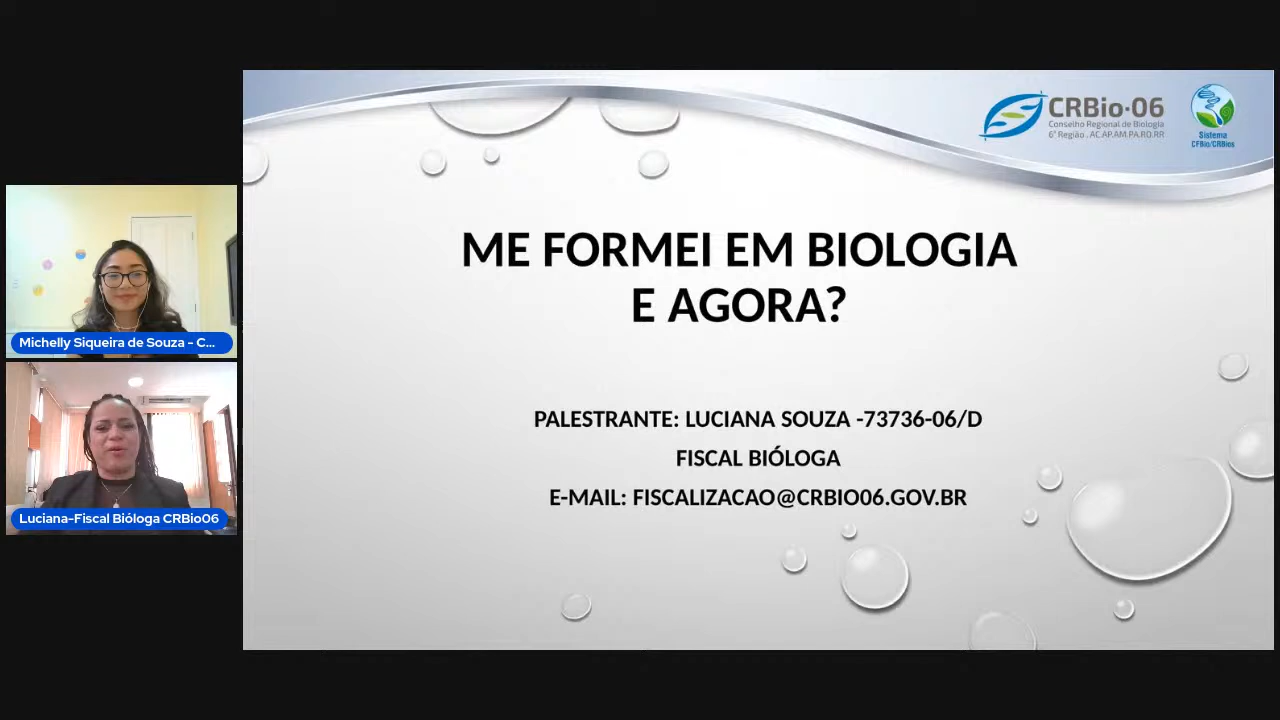 CRBio·06
Conselho Regional de Biologia
6ª Região . AC.AP.AM.PA.RO.RR
Sistema
CFBio/CRBios
ME FORMEI EM BIOLOGIA
E AGORA?
PALESTRANTE: LUCIANA SOUZA -73736-06/D
FISCAL BIÓLOGA
E-MAIL: FISCALIZACAO@CRBIO06.GOV.BR
Michelly Siqueira de Souza - C...
Luciana-Fiscal Bióloga CRBio06